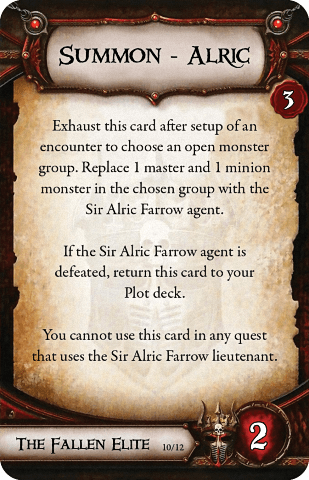 Summon - Alric
3
Exhaust this card after setup of an
encounter to choose an open monster
group. Replace 1 master and 1 minion
monster in the chosen group with the
Sir Alric Farrow agent.
If the Sir Alric Farrow agent is
defeated, return this card to your
Plot deck.
You cannot use this card in any quest
that uses the Sir Alric Farrow lieutenant.
The Fallen Elite 10/12
2